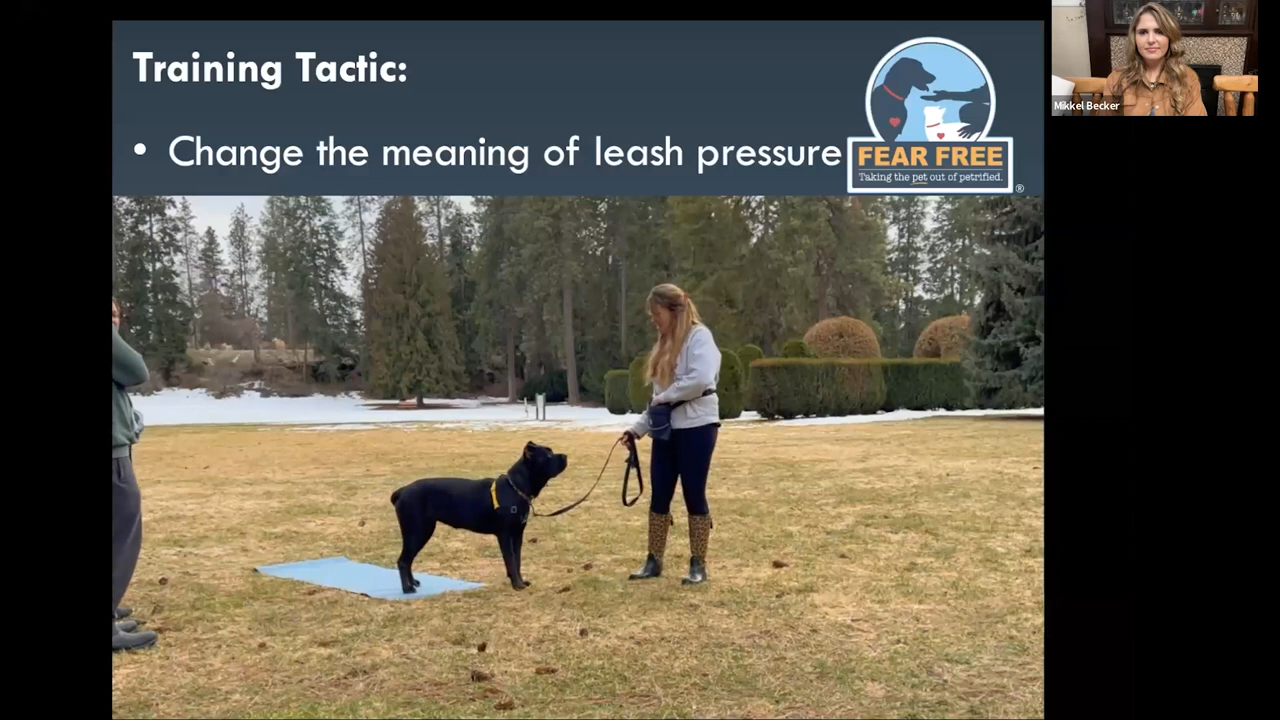 Training Tactic:
• Change the meaning of leash pressure
FEAR FREE
Taking the pet out of petrified.
®
Mikkel Becker